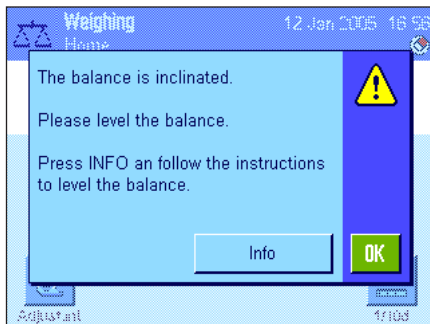 Weighing 12 Jan 2005 16:56
Home
The balance is inclinated.
Please level the balance.
Press INFO an follow the instructions
to level the balance.
Info
OK
Adjust.int 1/10d